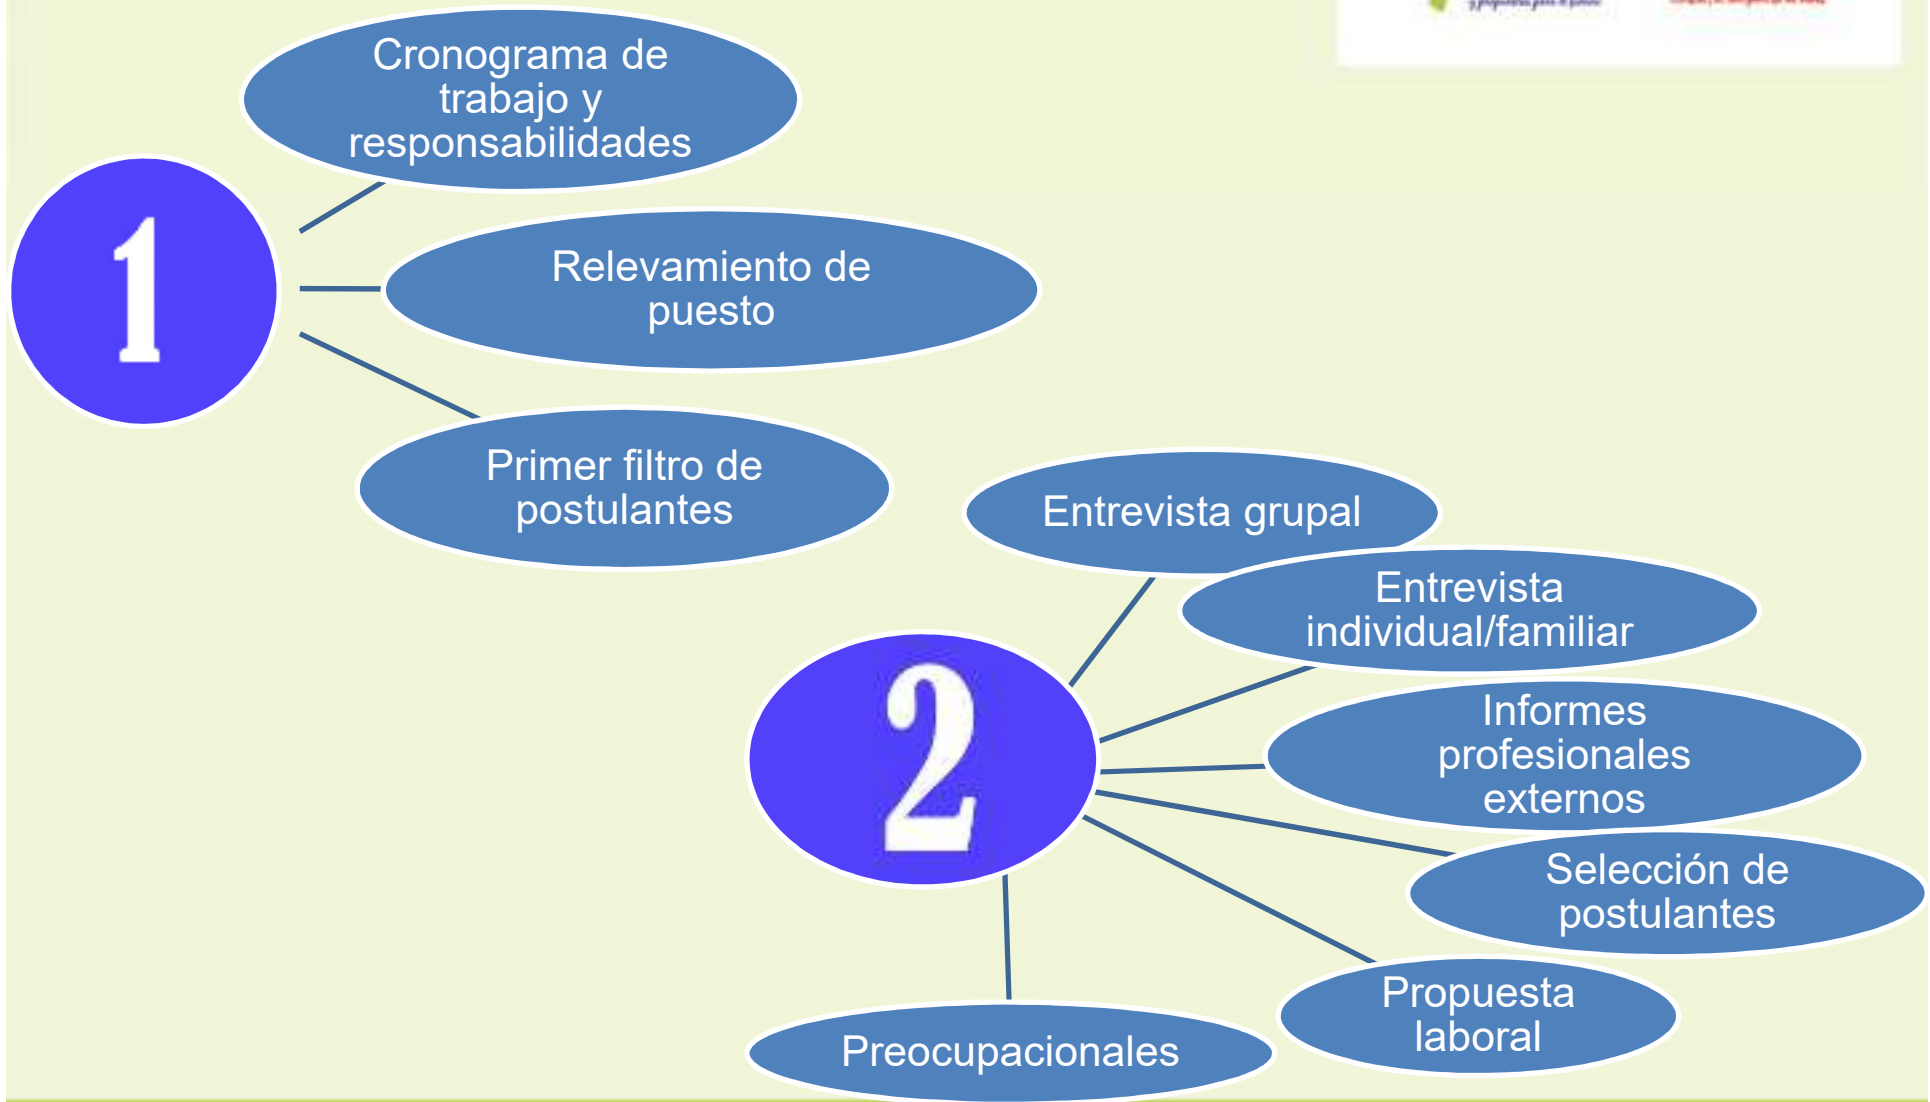 Cronograma de
trabajo y
responsabilidades
1
Relevamiento de
puesto
Primer filtro de
postulantes
Entrevista grupal
Entrevista
individual/familiar
2
Informes
profesionales
externos
Selección de
postulantes
Propuesta
laboral
Preocupacionales